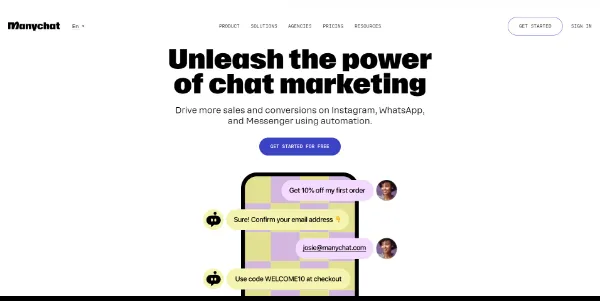 Manychat
En
PRODUCT
SOLUTIONS
AGENCIES
PRICING
RESOURCES
GET STARTED
SIGN IN
Unleash the power
of chat marketing
Drive more sales and conversions on Instagram, WhatsApp,
and Messenger using automation.
GET STARTED FOR FREE
Get 10% off my first order
Sure! Confirm your email address 👇
josie@manychat.com
Use code WELCOME10 at checkout